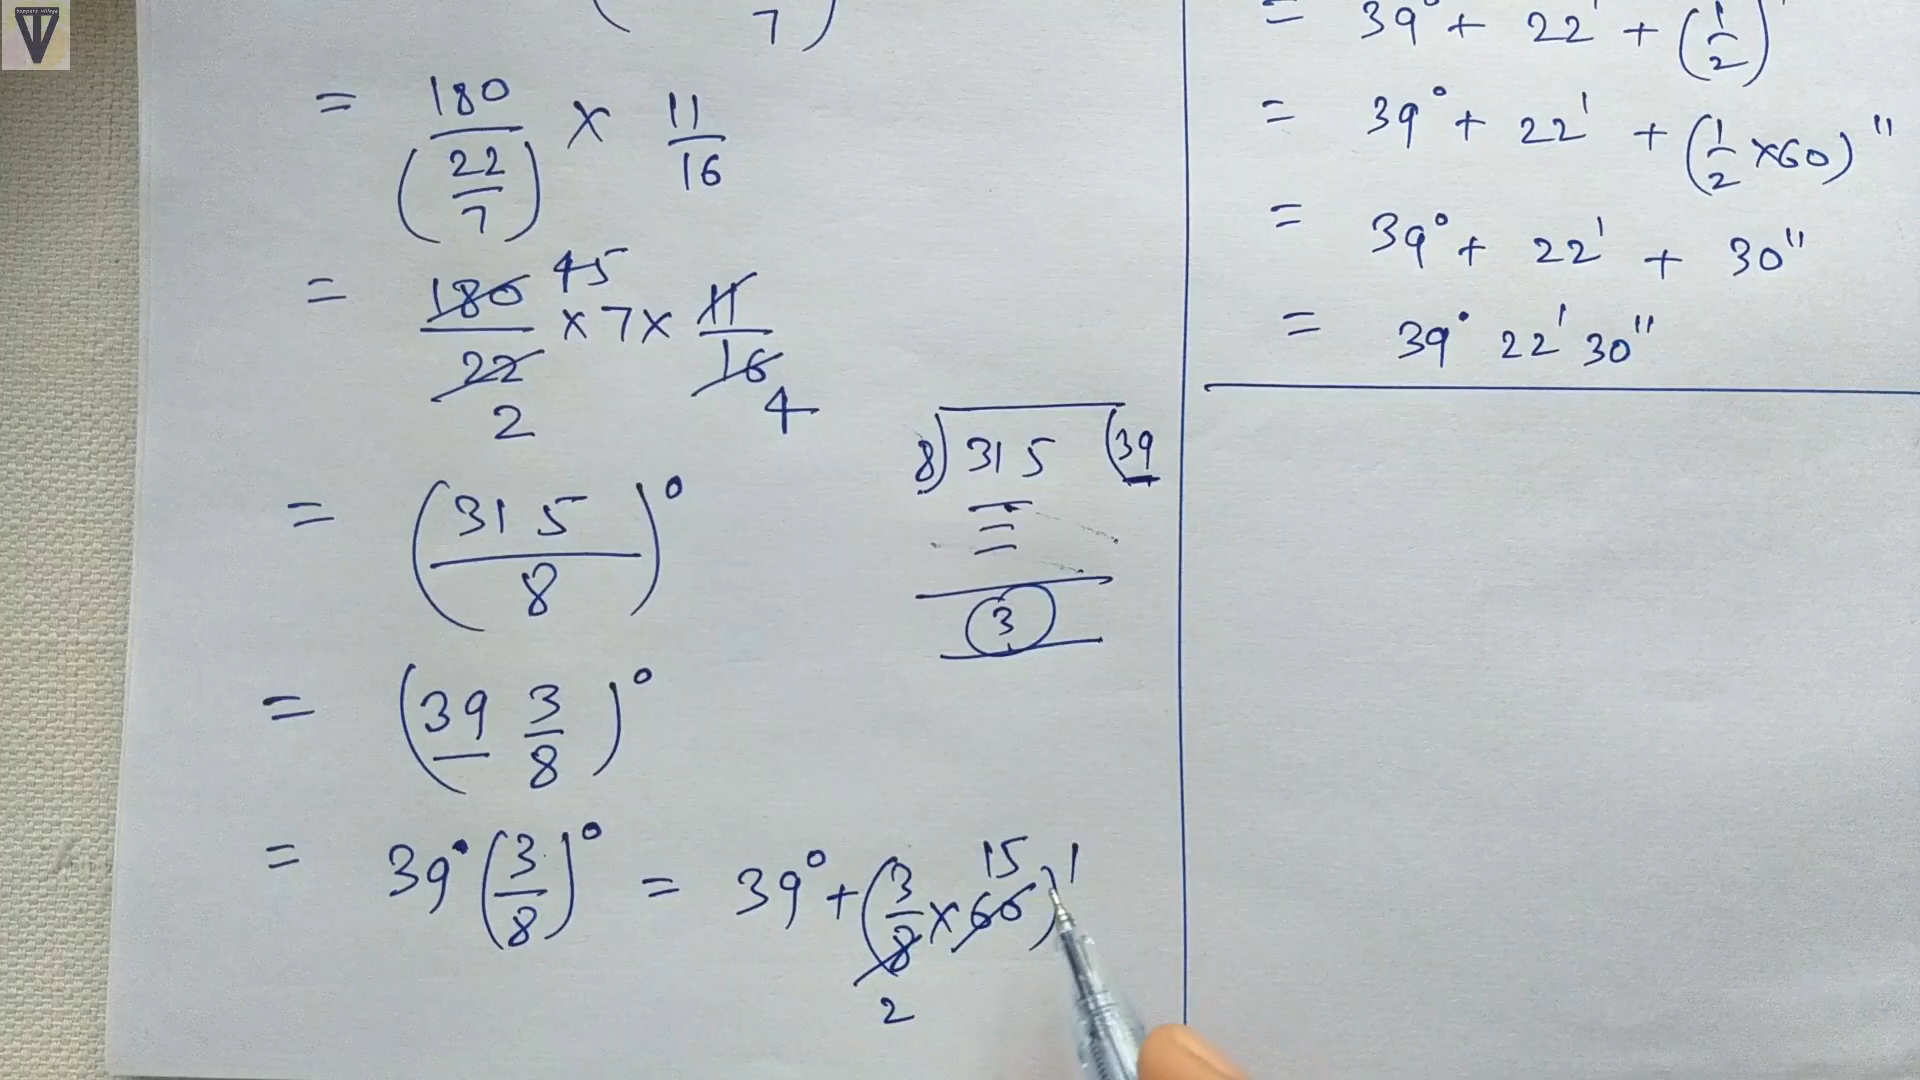 7 )
= 180 / (22/7) × 11/16
= 180 45 / 22 2 × 7 × 11 / 16 4
= (315/8)°
8) 315 (39
3
= (39 3/8)°
= 39° (3/8)° = 39° + (3/8 2 × 60 15)'
= 39° + 22' + (1/2)'
= 39° + 22' + (1/2 × 60)"
= 39° + 22' + 30"
= 39° 22' 30"